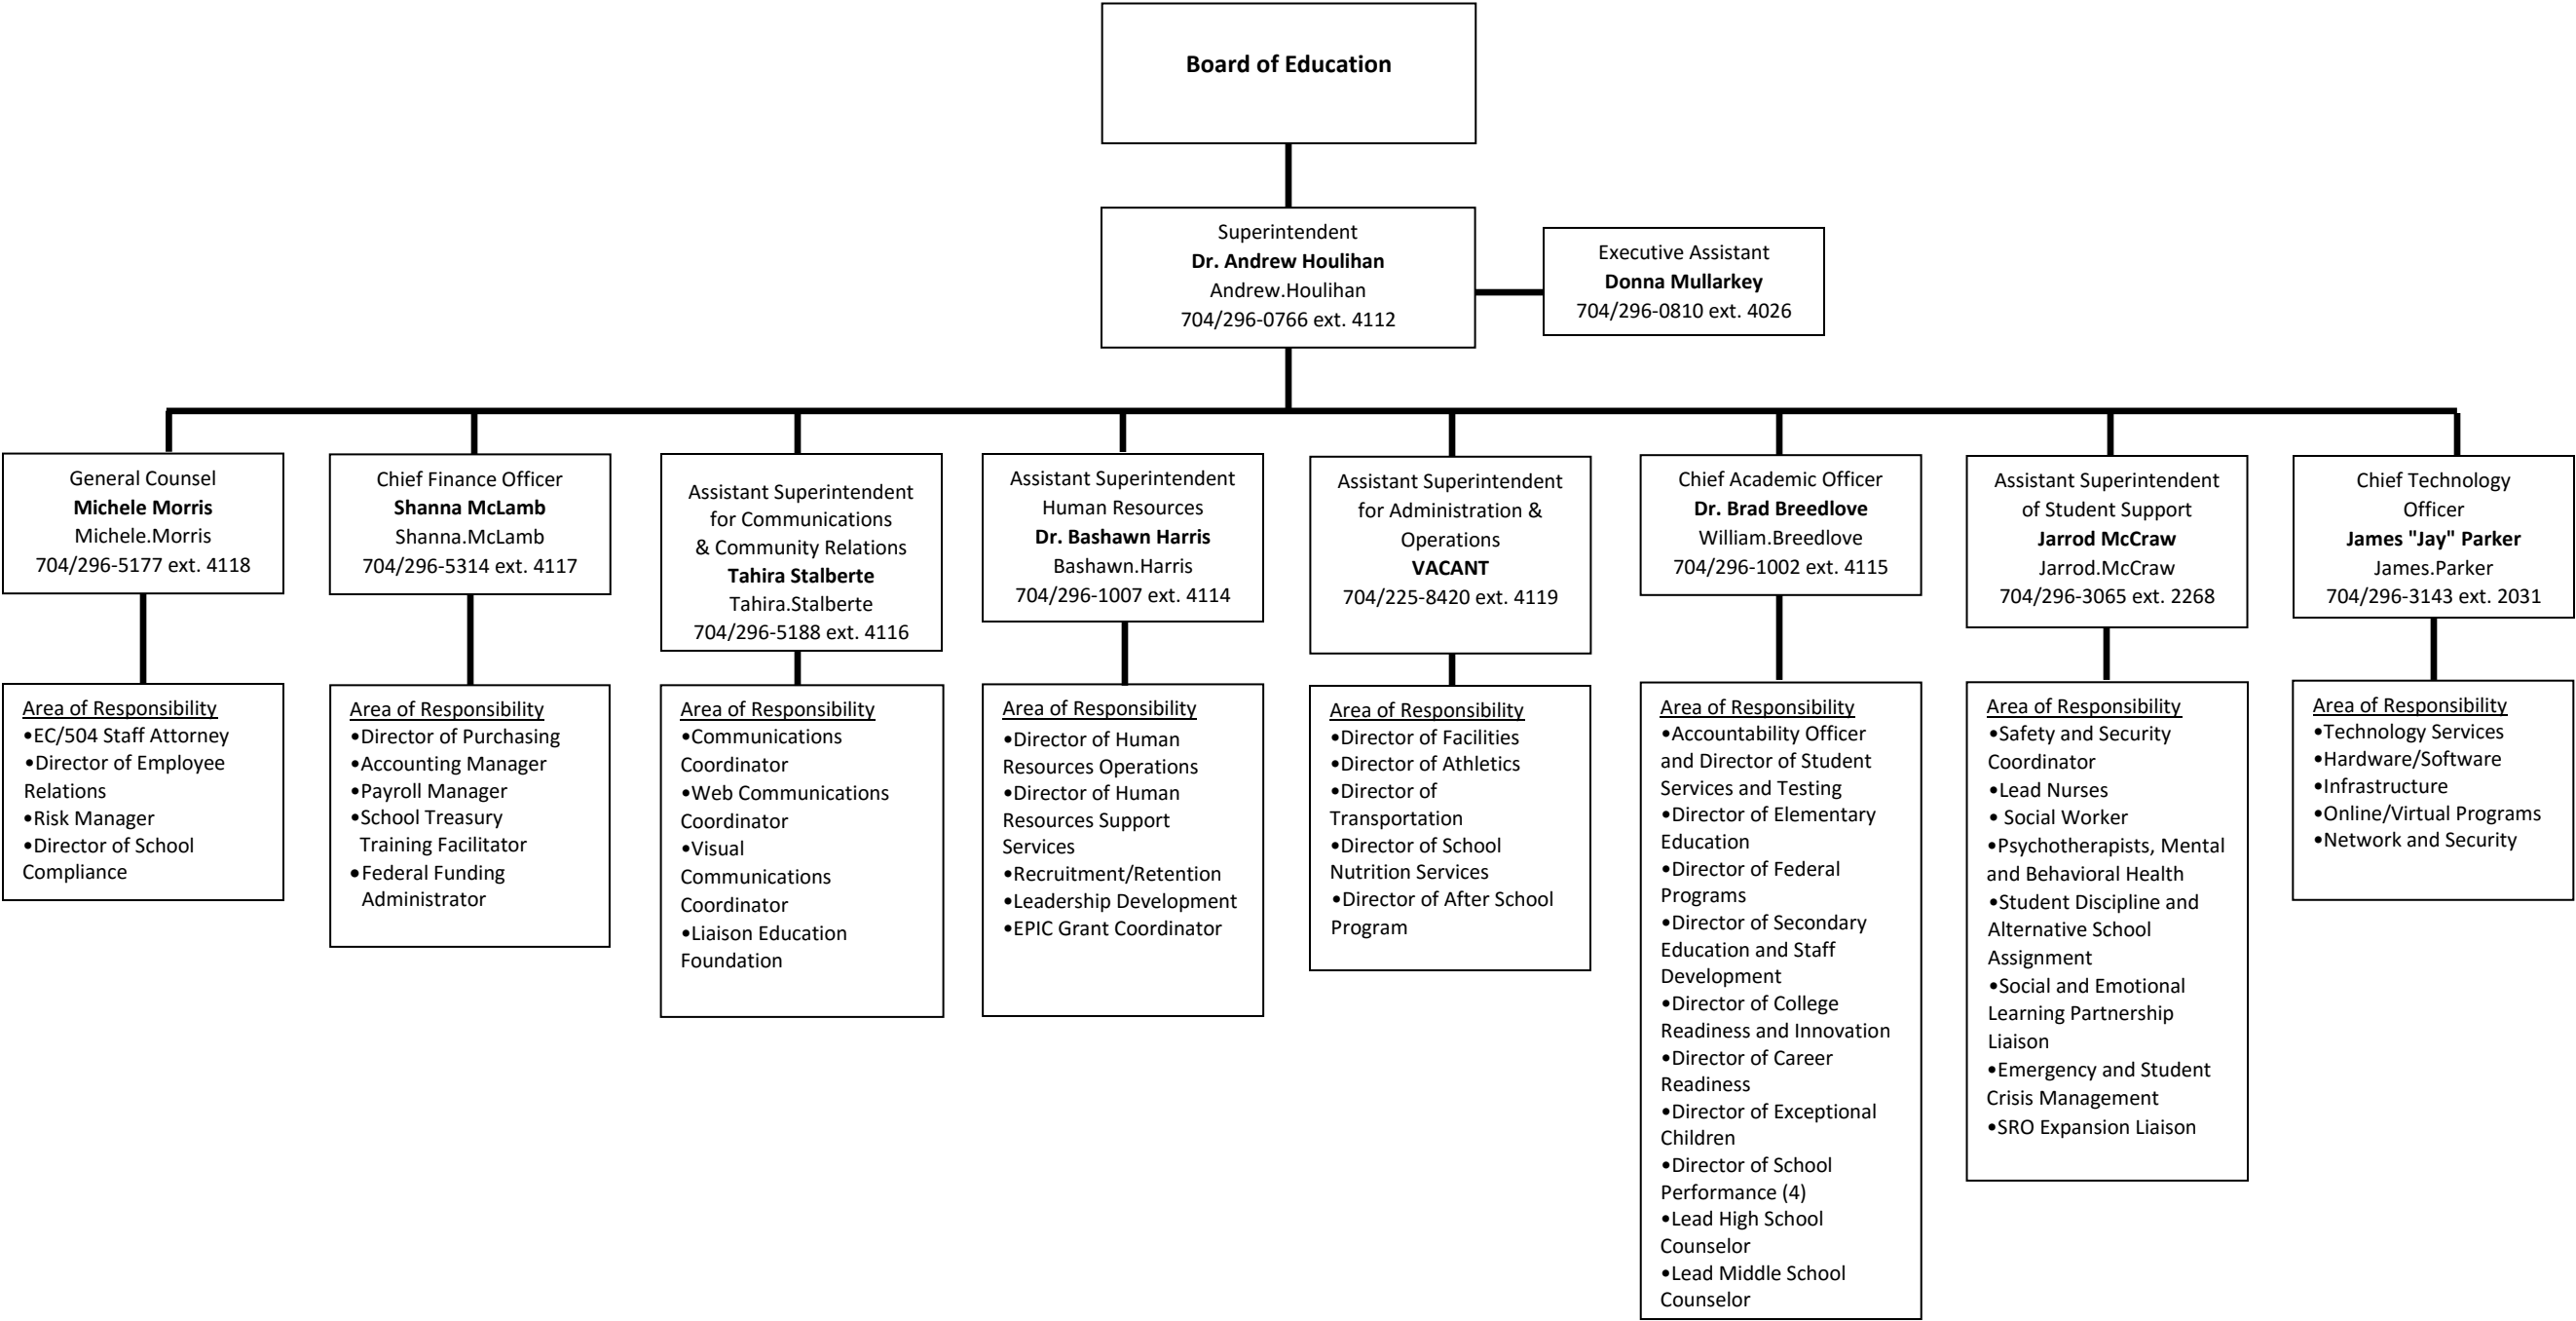 Board of Education
Superintendent
Dr. Andrew Houlihan
Andrew.Houlihan
704/296-0766 ext. 4112
Executive Assistant
Donna Mullarkey
704/296-0810 ext. 4026
General Counsel
Michele Morris
Michele.Morris
704/296-5177 ext. 4118
Chief Finance Officer
Shanna McLamb
Shanna.McLamb
704/296-5314 ext. 4117
Assistant Superintendent
for Communications
& Community Relations
Tahira Stalberte
Tahira.Stalberte
704/296-5188 ext. 4116
Assistant Superintendent
Human Resources
Dr. Bashawn Harris
Bashawn.Harris
704/296-1007 ext. 4114
Assistant Superintendent
for Administration &
Operations
VACANT
704/225-8420 ext. 4119
Chief Academic Officer
Dr. Brad Breedlove
William.Breedlove
704/296-1002 ext. 4115
Assistant Superintendent
of Student Support
Jarrod McCraw
Jarrod.McCraw
704/296-3065 ext. 2268
Chief Technology
Officer
James "Jay" Parker
James.Parker
704/296-3143 ext. 2031
Area of Responsibility
•EC/504 Staff Attorney
•Director of Employee
Relations
•Risk Manager
•Director of School
Compliance
Area of Responsibility
•Director of Purchasing
•Accounting Manager
•Payroll Manager
•School Treasury
Training Facilitator
•Federal Funding
Administrator
Area of Responsibility
•Communications
Coordinator
•Web Communications
Coordinator
•Visual
Communications
Coordinator
•Liaison Education
Foundation
Area of Responsibility
•Director of Human
Resources Operations
•Director of Human
Resources Support
Services
•Recruitment/Retention
•Leadership Development
•EPIC Grant Coordinator
Area of Responsibility
•Director of Facilities
•Director of Athletics
•Director of
Transportation
•Director of School
Nutrition Services
•Director of After School
Program
Area of Responsibility
•Accountability Officer
and Director of Student
Services and Testing
•Director of Elementary
Education
•Director of Federal
Programs
•Director of Secondary
Education and Staff
Development
•Director of College
Readiness and Innovation
•Director of Career
Readiness
•Director of Exceptional
Children
•Director of School
Performance (4)
•Lead High School
Counselor
•Lead Middle School
Counselor
Area of Responsibility
•Safety and Security
Coordinator
•Lead Nurses
• Social Worker
•Psychotherapists, Mental
and Behavioral Health
•Student Discipline and
Alternative School
Assignment
•Social and Emotional
Learning Partnership
Liaison
•Emergency and Student
Crisis Management
•SRO Expansion Liaison
Area of Responsibility
•Technology Services
•Hardware/Software
•Infrastructure
•Online/Virtual Programs
•Network and Security